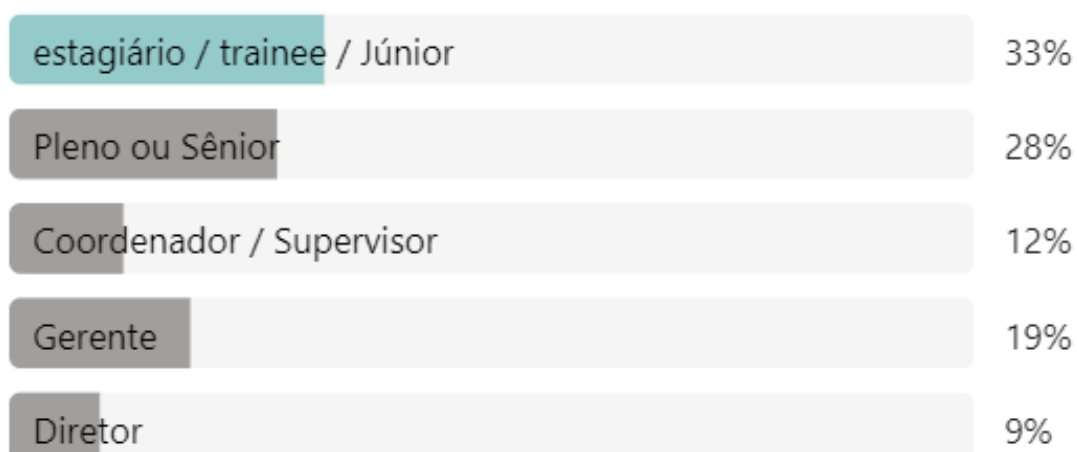 estagiário / trainee / Júnior 33%
Pleno ou Sênior 28%
Coordenador / Supervisor 12%
Gerente 19%
Diretor 9%